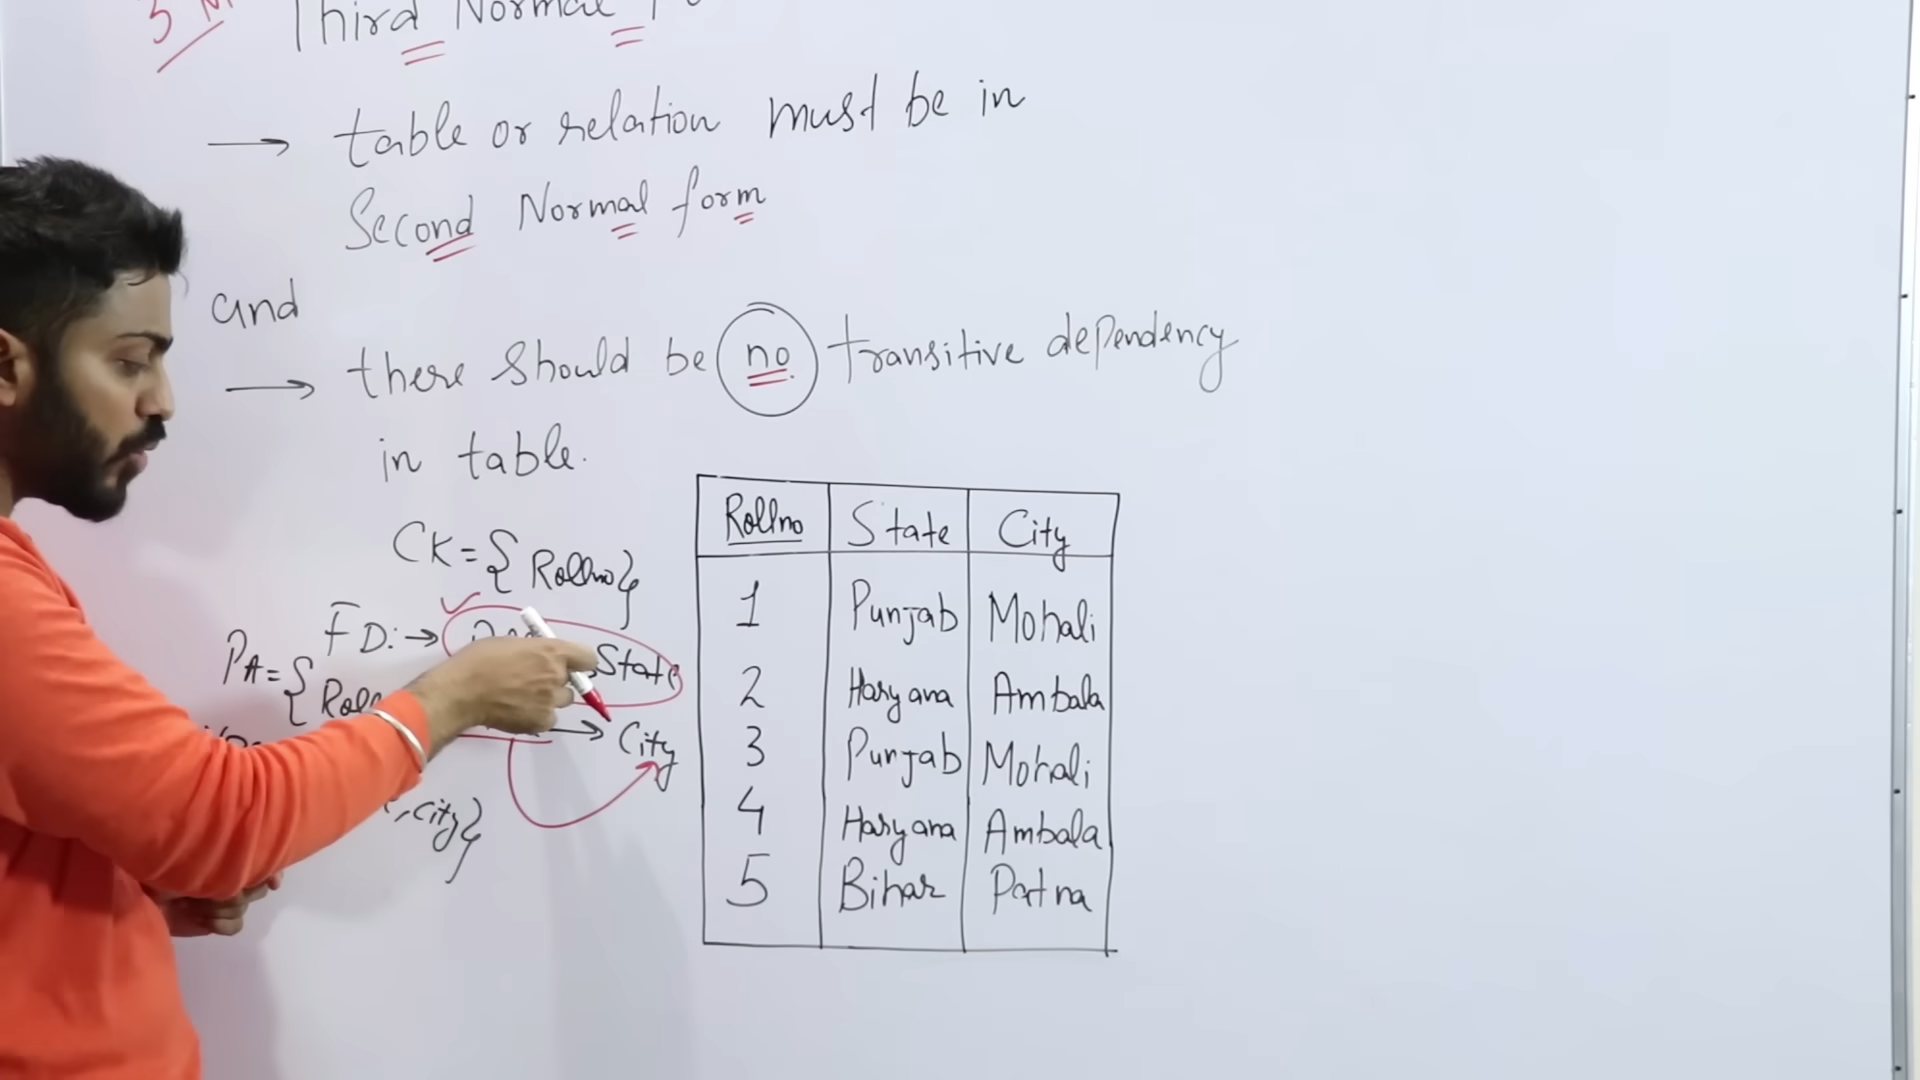 Third Normal
→ table or relation must be in
Second Normal form
and
→ there should be no transitive dependency
in table.
CK = { Rollno}
FD: → State
PA = {
→ City
, city}
Rollno State City
1 Punjab Mohali
2 Haryana Ambala
3 Punjab Mohali
4 Haryana Ambala
5 Bihar Patna